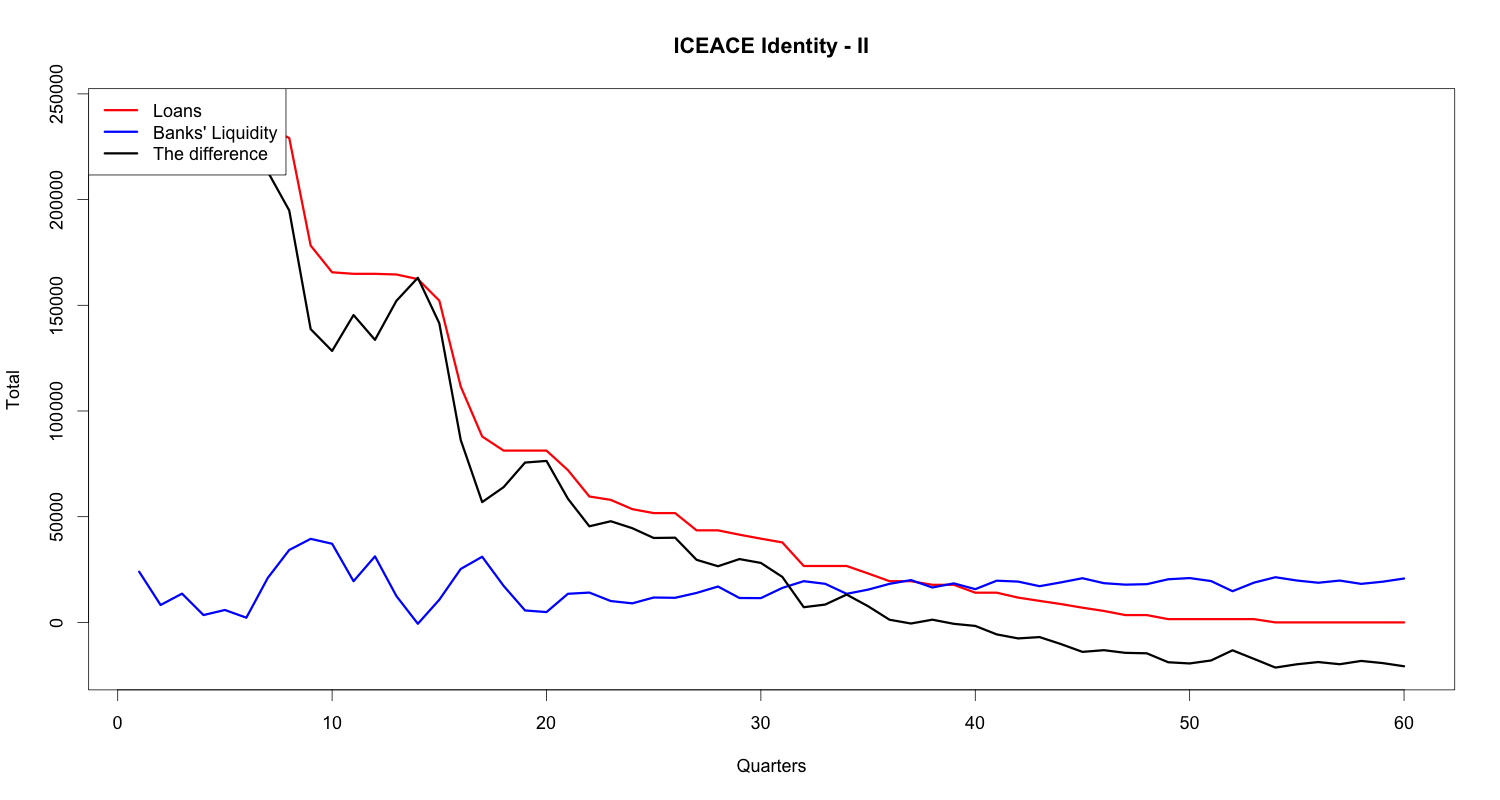 ICEACE Identity - II
Loans
Banks' Liquidity
The difference
250000
200000
150000
100000
50000
0
Total
0 10 20 30 40 50 60
Quarters